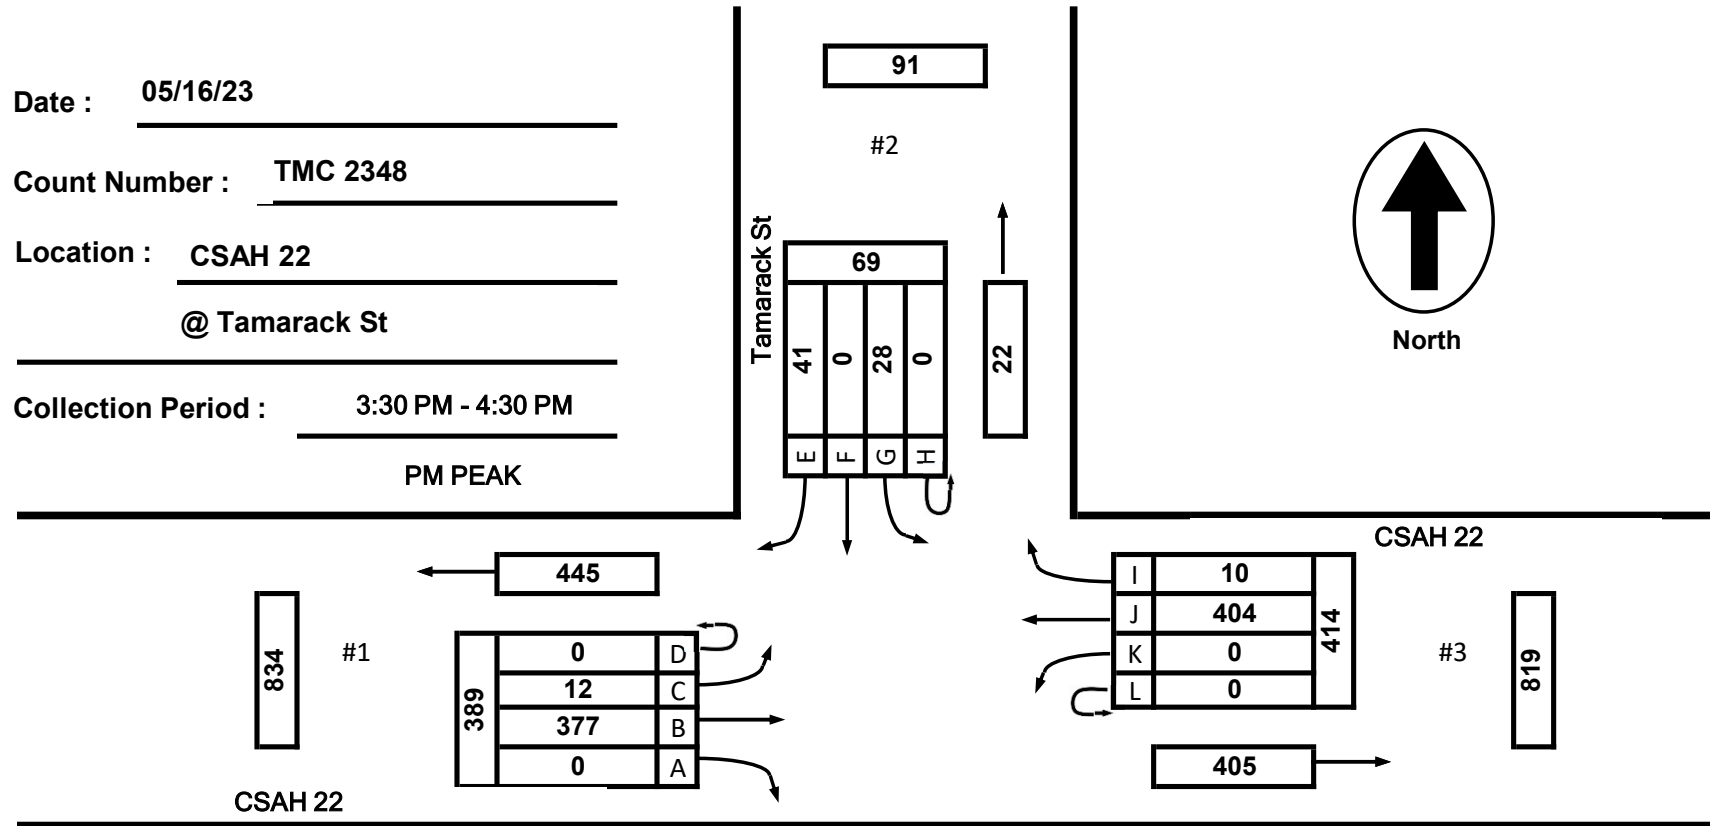 Date : 05/16/23
Count Number : TMC 2348
Location : CSAH 22
@ Tamarack St
Collection Period : 3:30 PM - 4:30 PM
PM PEAK
91
#2
Tamarack St
69
41 0 28 0
E F G H
22
North
CSAH 22
445
834
#1
389
0 D
12 C
377 B
0 A
CSAH 22
I 10
J 404
K 0
L 0
414
#3
819
405